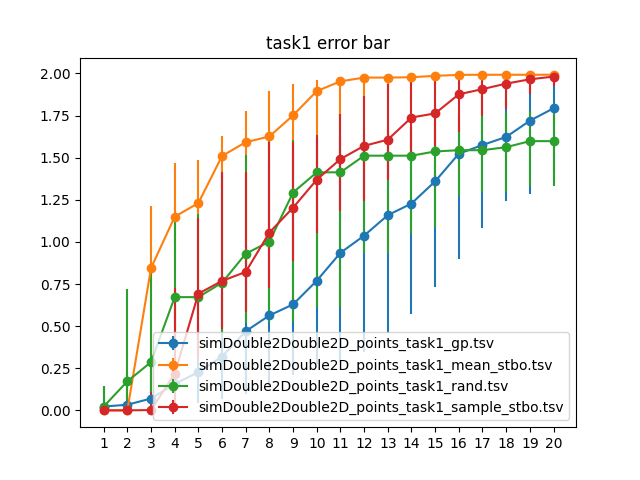 task1 error bar
2.00
1.75
1.50
1.25
1.00
0.75
0.50
0.25
0.00
simDouble2Double2D_points_task1_gp.tsv
simDouble2Double2D_points_task1_mean_stbo.tsv
simDouble2Double2D_points_task1_rand.tsv
simDouble2Double2D_points_task1_sample_stbo.tsv
1 2 3 4 5 6 7 8 9 10 11 12 13 14 15 16 17 18 19 20